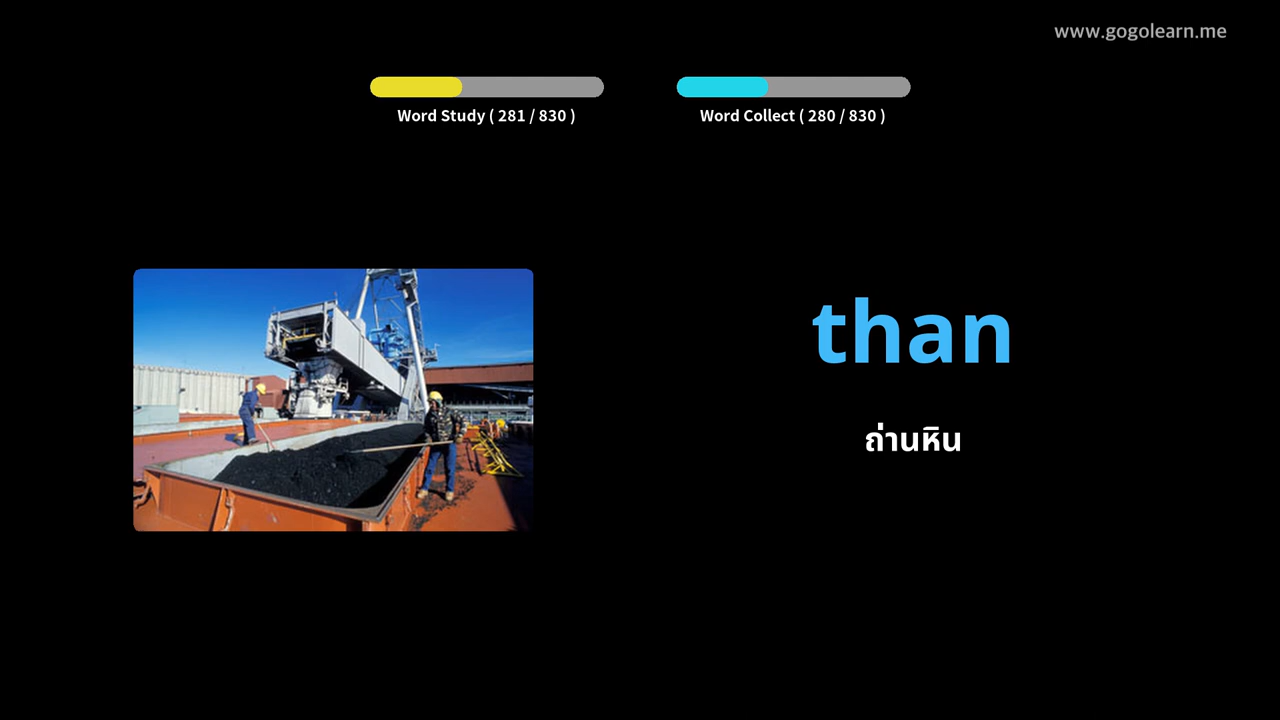 www.gogolearn.me
Word Study ( 281 / 830 )
Word Collect ( 280 / 830 )
than
ถ่านหิน